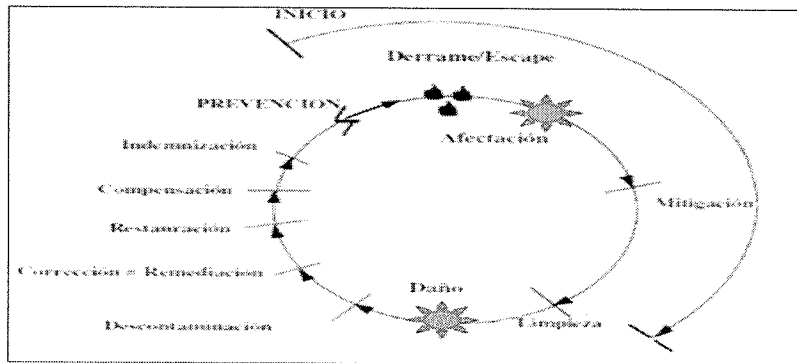 INICIO
Derrame/Escape
PREVENCION
Afectación
Indemnización
Compensación
Mitigación
Restauración
Corrección = Remediación
Daño
Descontaminación
Limpieza